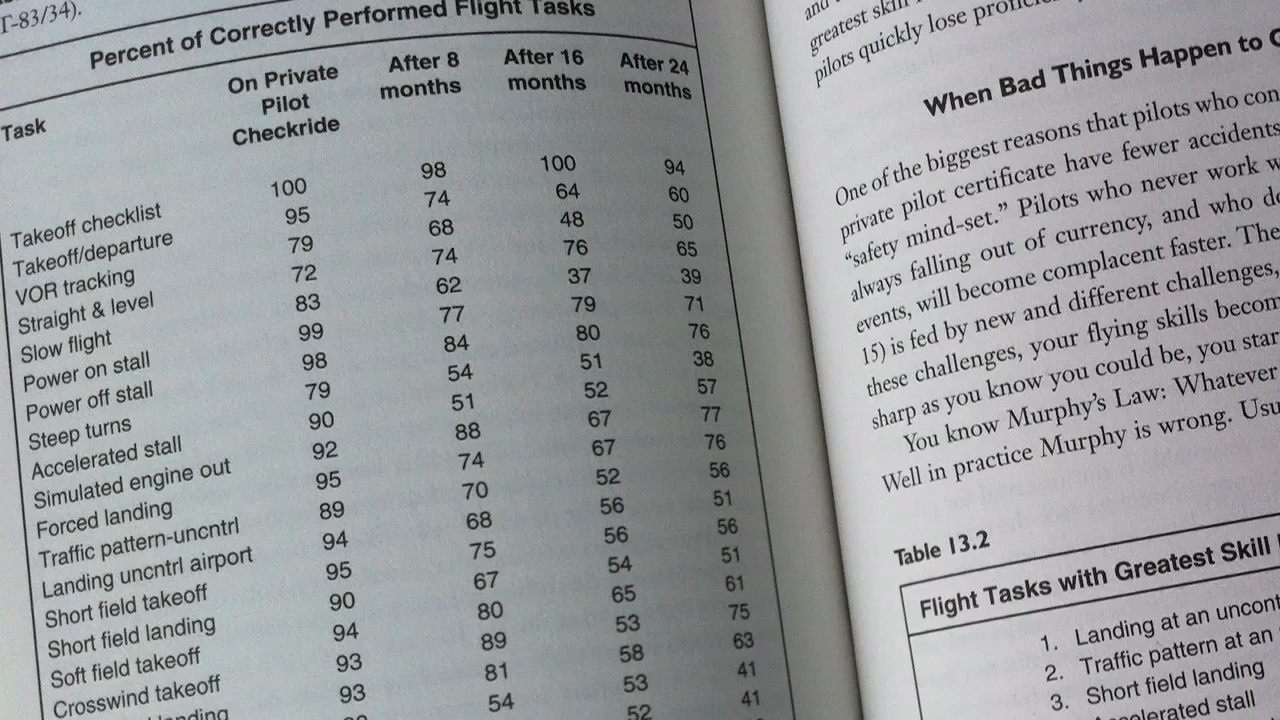 T-83/34).
Percent of Correctly Performed Flight Tasks
Task On Private Pilot Checkride After 8 months After 16 months After 24 months
Takeoff checklist 100 98 100 94
Takeoff/departure 95 74 64 60
VOR tracking 79 68 48 50
Straight & level 72 74 76 65
Slow flight 83 62 37 39
Power on stall 99 77 79 71
Power off stall 98 84 80 76
Steep turns 79 54 51 38
Accelerated stall 90 51 52 57
Simulated engine out 92 88 67 77
Forced landing 95 74 67 76
Traffic pattern-uncntrl 89 70 52 56
Landing uncntrl airport 94 68 56 51
Short field takeoff 95 75 56 56
Short field landing 90 67 54 51
Soft field takeoff 94 80 65 61
Crosswind takeoff 93 89 53 75
93 81 58 63
54 53 41
52 41
and
greatest skill
pilots quickly lose
When Bad Things Happen to
One of the biggest reasons that pilots who con
private pilot certificate have fewer accidents
“safety mind-set.” Pilots who never work w
always falling out of currency, and who do
events, will become complacent faster. The
15) is fed by new and different challenges,
these challenges, your flying skills becom
sharp as you know you could be, you star
You know Murphy’s Law: Whatever
Well in practice Murphy is wrong. Usu
Table 13.2
Flight Tasks with Greatest Skill
1. Landing at an uncont
2. Traffic pattern at an
3. Short field landing
stall